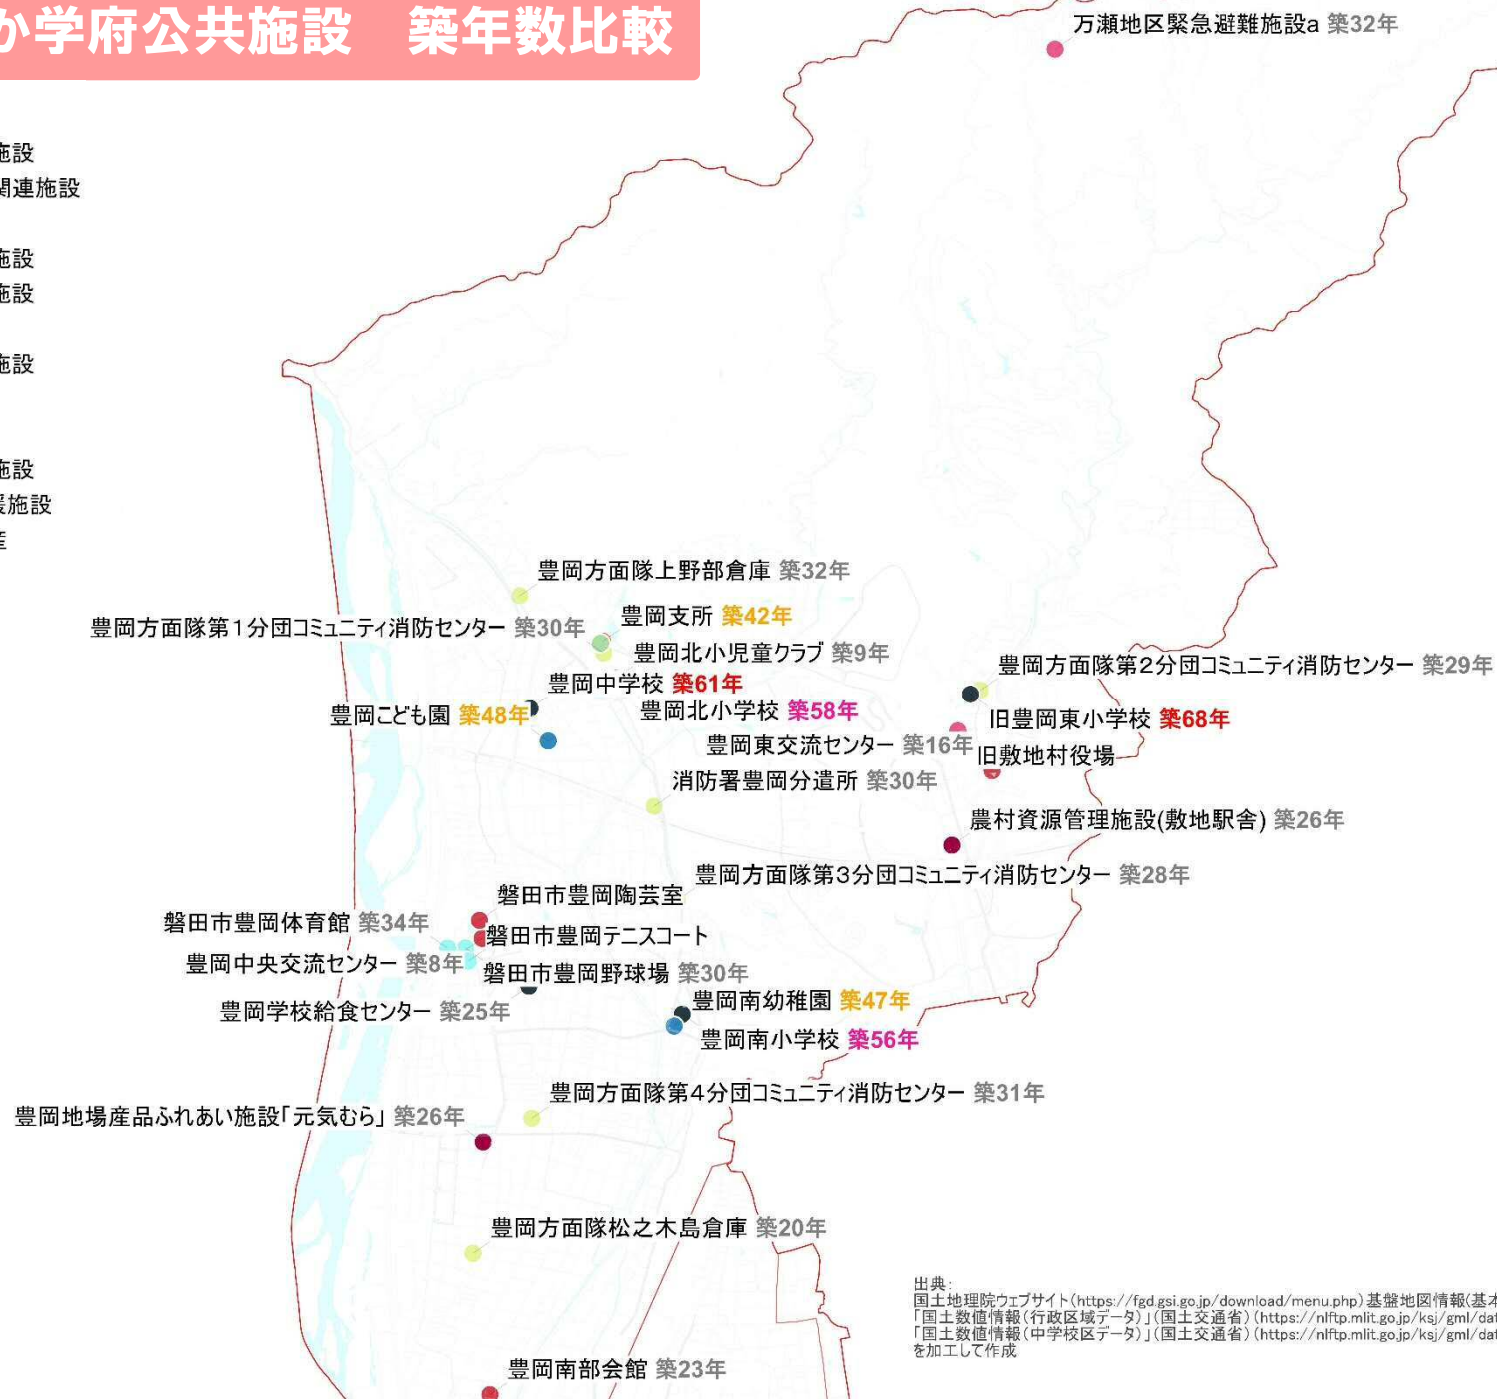 か学府公共施設　築年数比較
万瀬地区緊急避難施設a 築32年
施設
関連施設
施設
施設
施設
施設
援施設
産
豊岡方面隊上野部倉庫 築32年
豊岡支所 築42年
豊岡方面隊第１分団コミュニティ消防センター 築30年
豊岡北小児童クラブ 築9年
豊岡方面隊第２分団コミュニティ消防センター 築29年
豊岡中学校 築61年
豊岡こども園 築48年
豊岡北小学校 築58年
旧豊岡東小学校 築68年
豊岡東交流センター 築16年
旧敷地村役場
消防署豊岡分遣所 築30年
農村資源管理施設(敷地駅舎) 築26年
豊岡方面隊第３分団コミュニティ消防センター 築28年
磐田市豊岡陶芸室
磐田市豊岡体育館 築34年
磐田市豊岡テニスコート
豊岡中央交流センター 築8年
磐田市豊岡野球場 築30年
豊岡学校給食センター 築25年
豊岡南幼稚園 築47年
豊岡南小学校 築56年
豊岡方面隊第４分団コミュニティ消防センター 築31年
豊岡地場産品ふれあい施設「元気むら」 築26年
豊岡方面隊松之木島倉庫 築20年
豊岡南部会館 築23年
出典：
国土地理院ウェブサイト（https://fgd.gsi.go.jp/download/menu.php）基盤地図情報（基本
「国土数値情報（行政区域データ）」（国土交通省）（https://nlftp.mlit.go.jp/ksj/gml/dat
「国土数値情報（中学校区データ）」（国土交通省）（https://nlftp.mlit.go.jp/ksj/gml/dat
を加工して作成